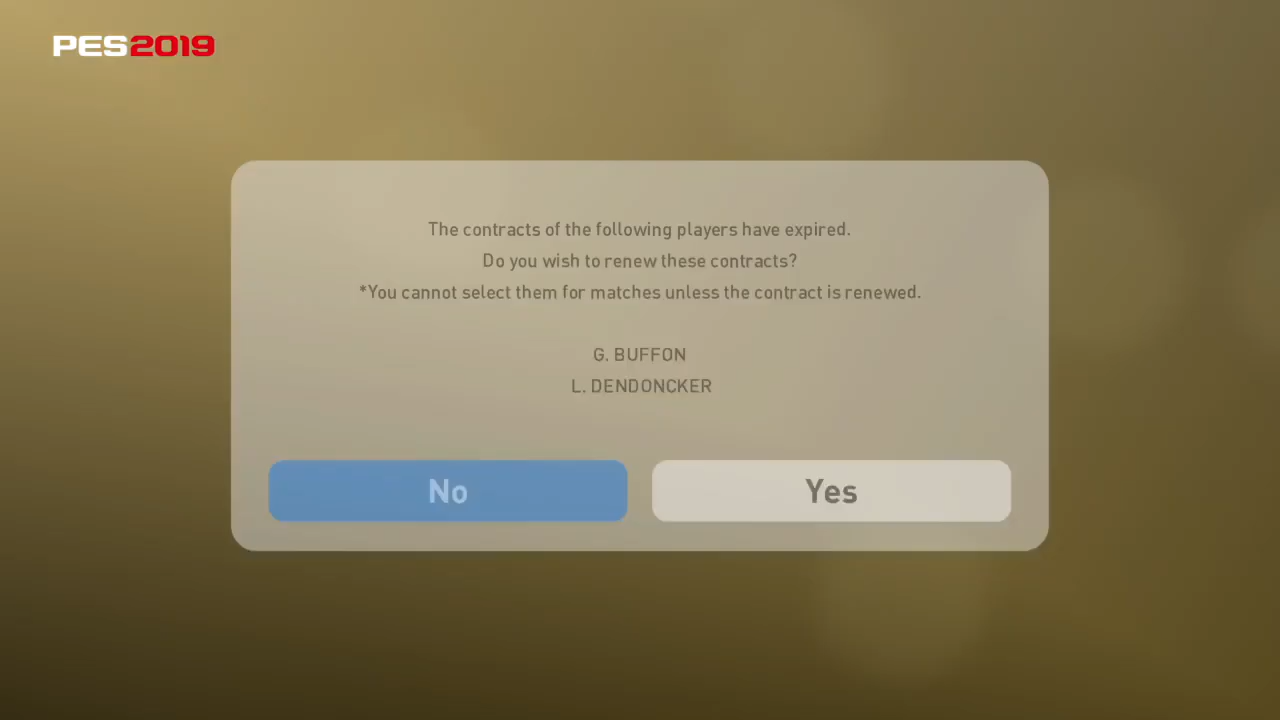 PES2019
The contracts of the following players have expired.
Do you wish to renew these contracts?
*You cannot select them for matches unless the contract is renewed.
G. BUFFON
L. DENDONCKER
No
Yes